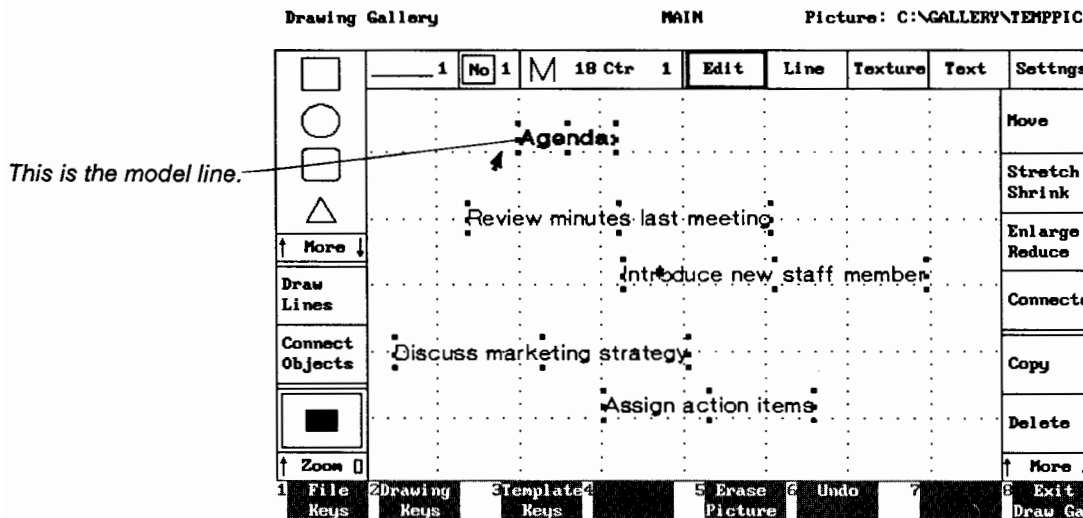 Drawing Gallery MAIN Picture: C:\GALLERY\TEMPPIC
1 No 1 M 18 Ctr 1 Edit Line Texture Text Settngs
This is the model line.
Agenda:
Review minutes last meeting
Introduce new staff member
Discuss marketing strategy
Assign action items
↑ More ↓
Draw
Lines
Connect
Objects
↑ Zoom
Move
Stretch
Shrink
Enlarge
Reduce
Connect
Copy
Delete
↑ More
1 File
Keys
2 Drawing
Keys
3 Template
Keys
4
5 Erase
Picture
6 Undo
7
8 Exit
Draw Ga